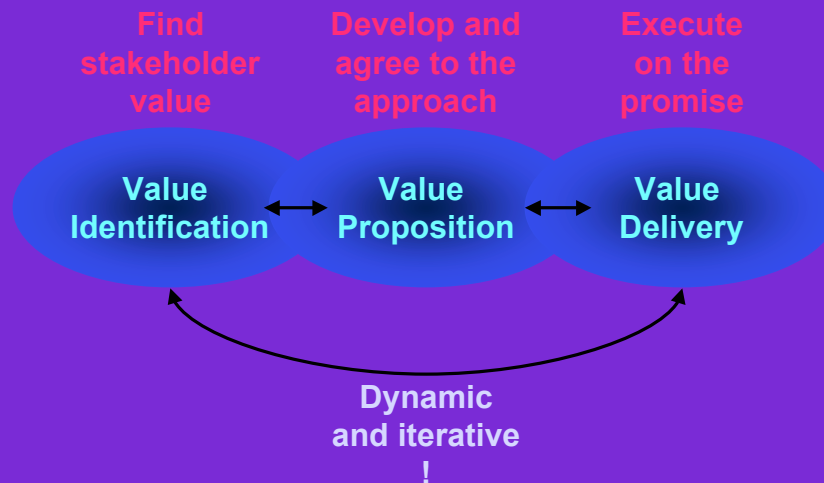 Find
stakeholder
value
Develop and
agree to the
approach
Execute
on the
promise
Value
Identification
Value
Proposition
Value
Delivery
Dynamic
and iterative
!